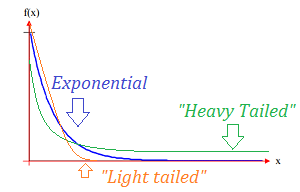 f(x)
Exponential
"Heavy Tailed"
x
"Light tailed"